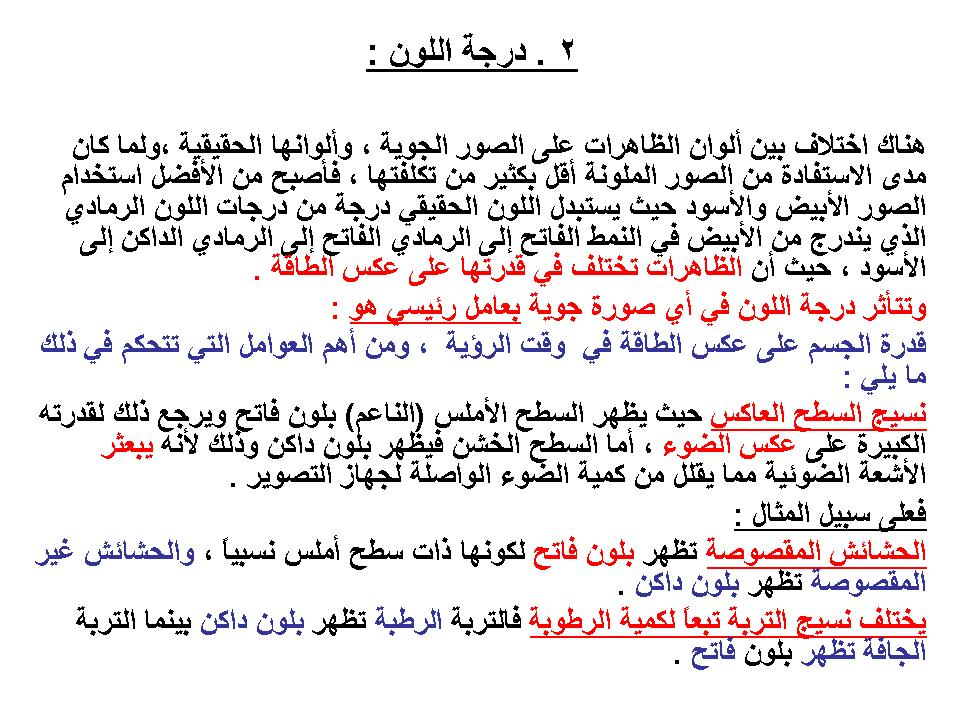 ٢ . درجة اللون :
هناك اختلاف بين ألوان الظاهرات على الصور الجوية ، وألوانها الحقيقية ،ولما كان
مدى الاستفادة من الصور الملونة أقل بكثير من تكلفتها ، فأصبح من الأفضل استخدام
الصور الأبيض والأسود حيث يستبدل اللون الحقيقي درجة من درجات اللون الرمادي
الذي يندرج من الأبيض في النمط الفاتح إلى الرمادي الفاتح إلى الرمادي الداكن إلى
الأسود ، حيث أن الظاهرات تختلف في قدرتها على عكس الطاقة .
وتتأثر درجة اللون في أي صورة جوية بعامل رئيسي هو :
قدرة الجسم على عكس الطاقة في وقت الرؤية ، ومن أهم العوامل التي تتحكم في ذلك
ما يلي :
نسيج السطح العاكس حيث يظهر السطح الأملس (الناعم) بلون فاتح ويرجع ذلك لقدرته
الكبيرة على عكس الضوء ، أما السطح الخشن فيظهر بلون داكن وذلك لأنه يبعثر
الأشعة الضوئية مما يقلل من كمية الضوء الواصلة لجهاز التصوير .
فعلى سبيل المثال :
الحشائش المقصوصة تظهر بلون فاتح لكونها ذات سطح أملس نسبياً ، والحشائش غير
المقصوصة تظهر بلون داكن .
يختلف نسيج التربة تبعاً لكمية الرطوبة فالتربة الرطبة تظهر بلون داكن بينما التربة
الجافة تظهر بلون فاتح .